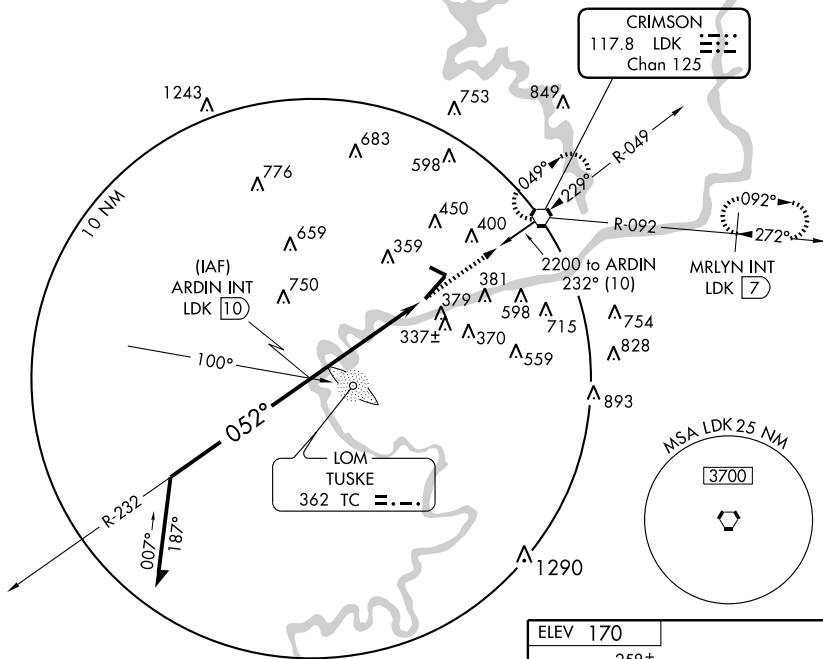 CRIMSON
117.8 LDK
Chan 125
1243
753
849
683
598
776
R-049
049°
229°
092°
10 NM
450
400
R-092
659
359
272°
(IAF)
ARDIN INT
LDK 10
2200 to ARDIN
232° (10)
MRLYN INT
LDK 7
750
381
379
598
337±
370
715
754
559
828
100°
893
052°
MSA LDK 25 NM
3700
LOM
TUSKE
362 TC
R-232
007°
187°
1290
ELEV 170
258±